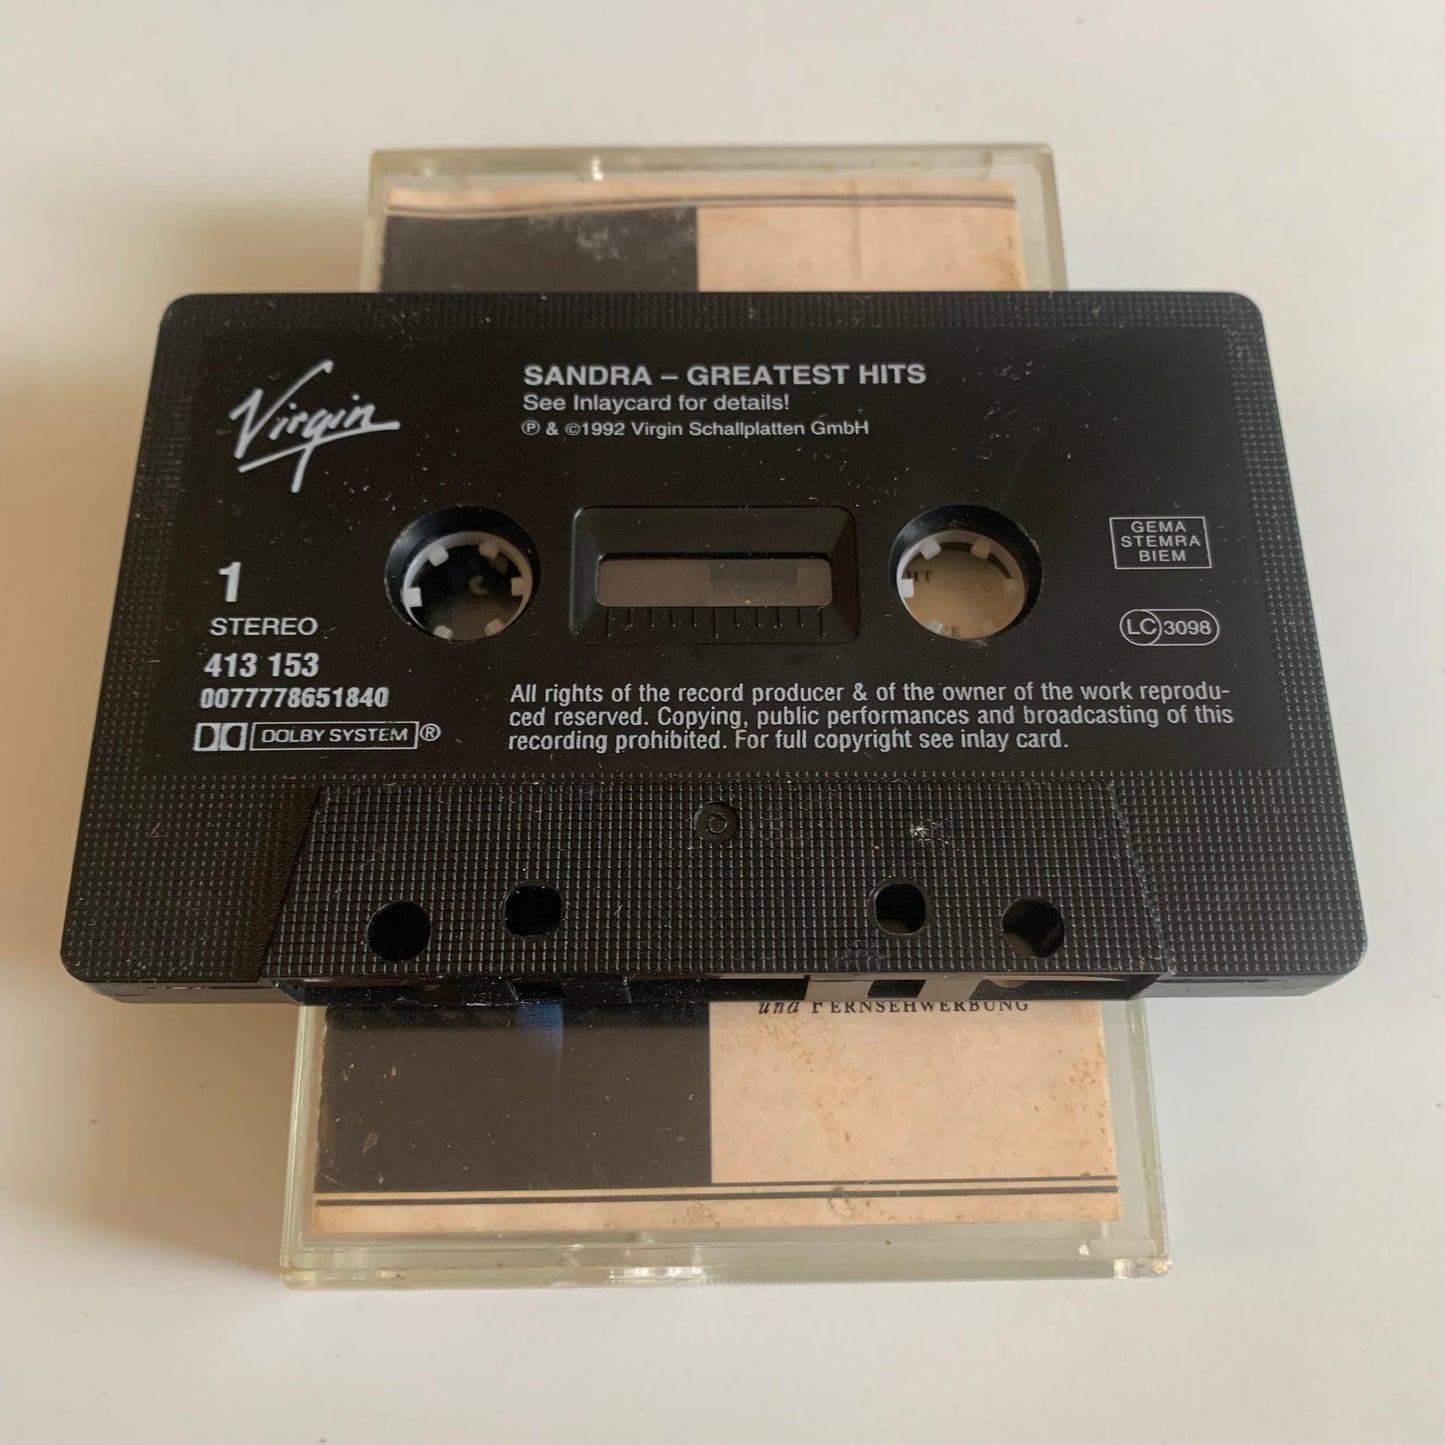 Virgin
SANDRA – GREATEST HITS
See Inlaycard for details!
℗ & ©1992 Virgin Schallplatten GmbH
GEMA
STEMRA
BIEM
1
STEREO
LC 3098
413 153
0077778651840
DOLBY SYSTEM ®
All rights of the record producer & of the owner of the work reprodu-
ced reserved. Copying, public performances and broadcasting of this
recording prohibited. For full copyright see inlay card.
und FERNSEHWERBUNG